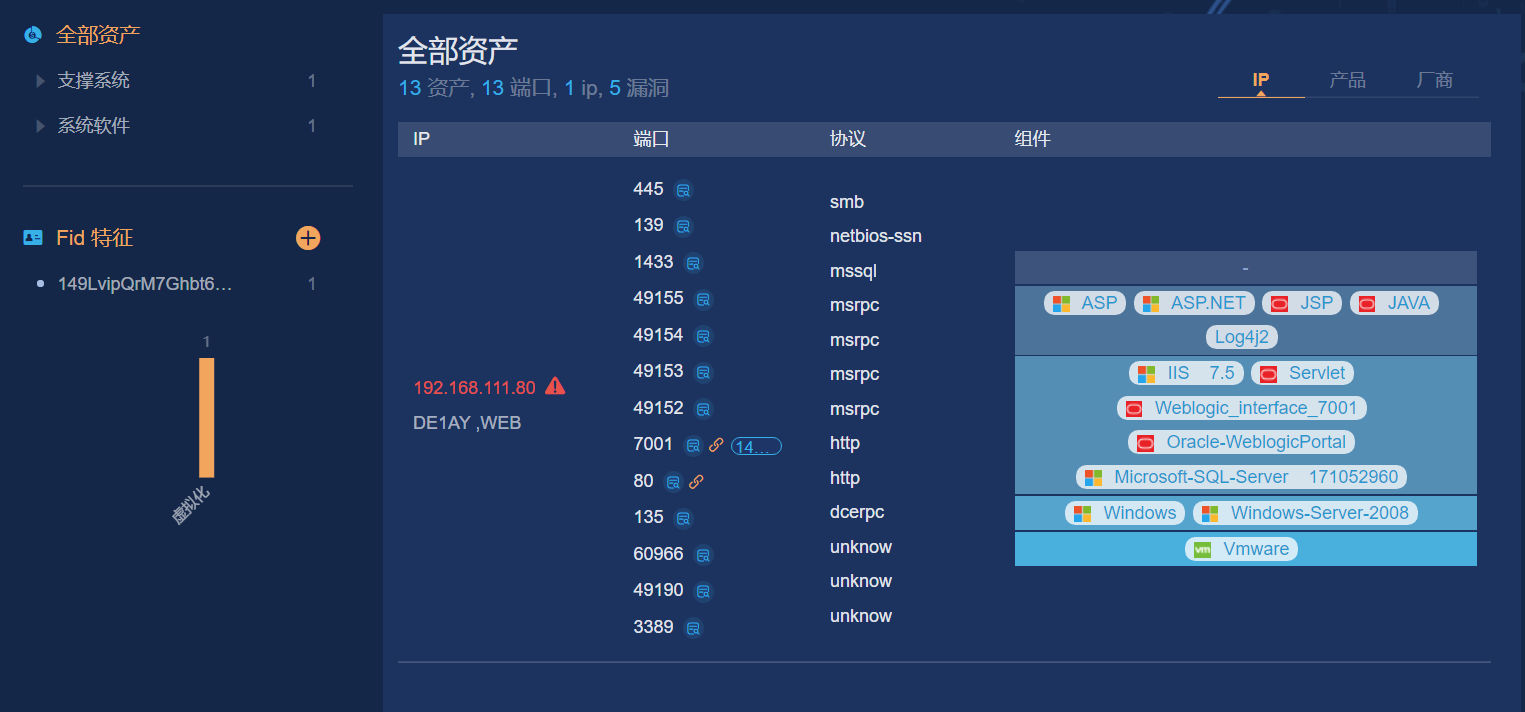 全部资产
支撑系统 1
系统软件 1
Fid 特征
149LvipQrM7Ghbt6... 1
1
虚拟化
全部资产
13 资产, 13 端口, 1 ip, 5 漏洞
IP 产品 厂商
IP 端口 协议 组件
192.168.111.80
DE1AY ,WEB
445
139
1433
49155
49154
49153
49152
7001 14...
80
135
60966
49190
3389
smb
netbios-ssn
mssql
msrpc
msrpc
msrpc
msrpc
http
http
dcerpc
unknow
unknow
unknow
-
ASP ASP.NET JSP JAVA
Log4j2
IIS 7.5 Servlet
Weblogic_interface_7001
Oracle-WeblogicPortal
Microsoft-SQL-Server 171052960
Windows Windows-Server-2008
vm Vmware